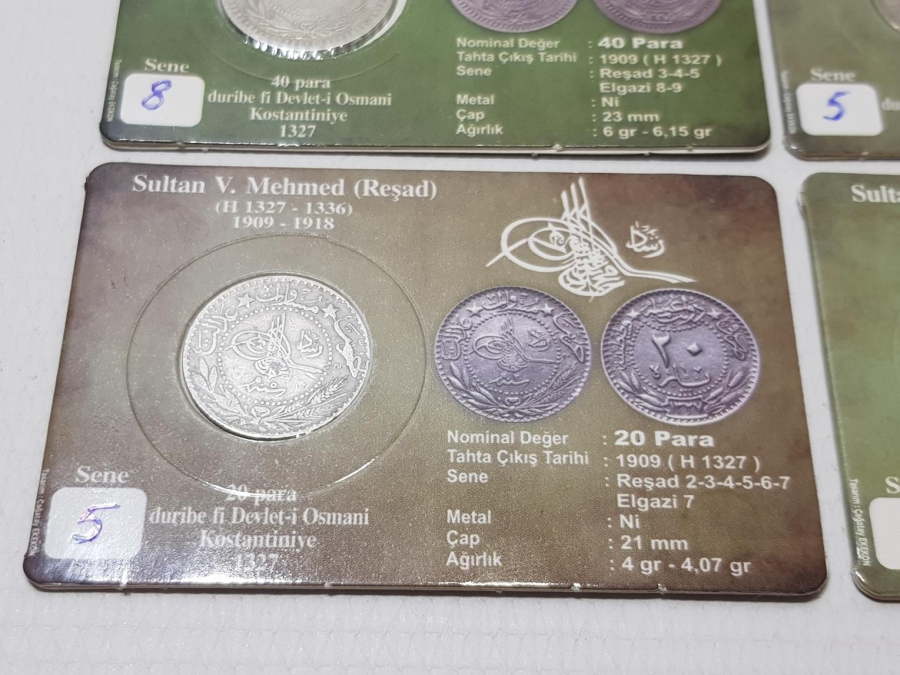 Sene
8
40 para
duribe fi Devlet-i Osmani
Kostantiniye
1327
Nominal Değer : 40 Para
Tahta Çıkış Tarihi : 1909 ( H 1327 )
Sene : Reşad 3-4-5
Elgazi 8-9
Metal : Ni
Çap : 23 mm
Ağırlık : 6 gr - 6,15 gr
Sene
5
Sultan V. Mehmed (Reşad)
(H 1327 - 1336)
1909 - 1918
رشاد
٢٠
پاره
١٣٢٧
Nominal Değer : 20 Para
Tahta Çıkış Tarihi : 1909 ( H 1327 )
Sene : Reşad 2-3-4-5-6-7
Elgazi 7
Metal : Ni
Çap : 21 mm
Ağırlık : 4 gr - 4,07 gr
Sene
5
20 para
duribe fi Devlet-i Osmani
Kostantiniye
1327
Sulta
S